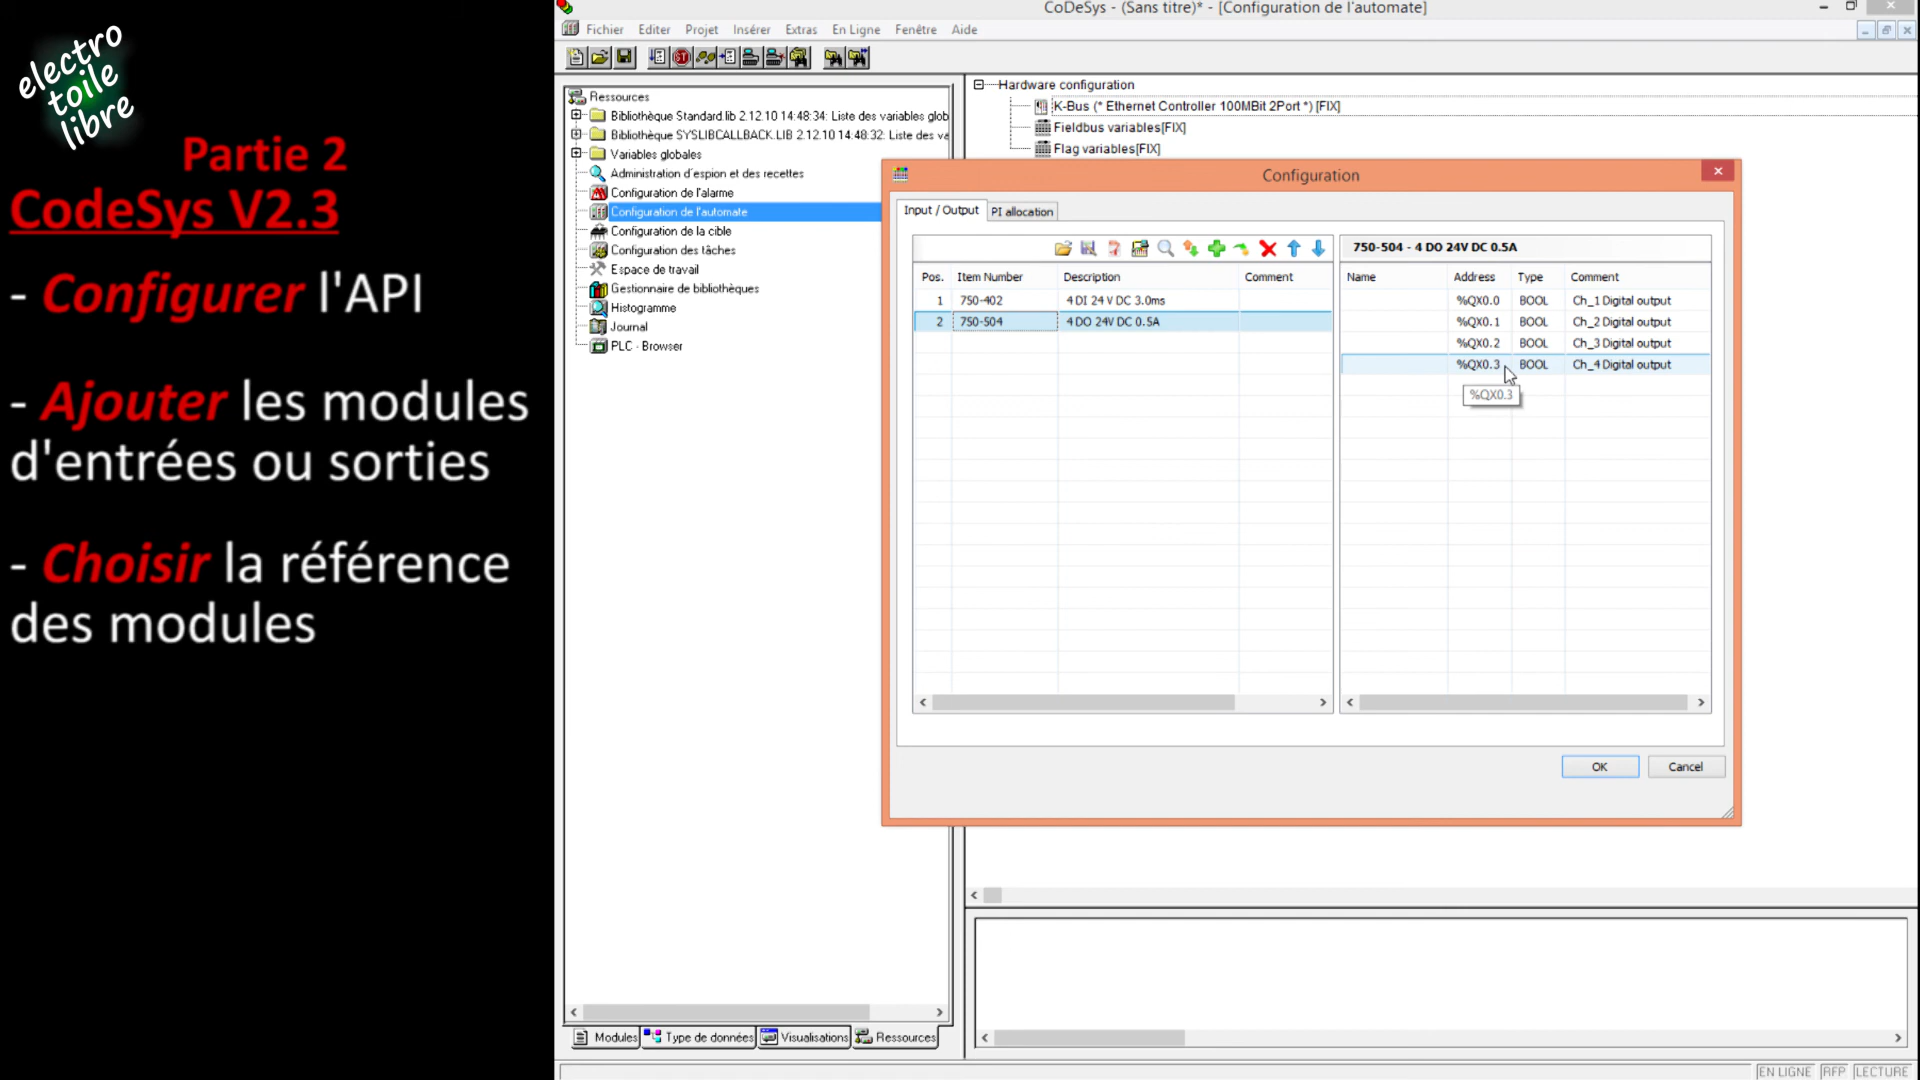 electro
toile
libre
Partie 2
CodeSys V2.3
- Configurer l'API
- Ajouter les modules
d'entrées ou sorties
- Choisir la référence
des modules
CoDeSys - (Sans titre)* - [Configuration de l'automate]
Fichier Editer Projet Insérer Extras En Ligne Fenêtre Aide
Ressources
Bibliothèque Standard.lib 2.12.10 14:48:34: Liste des variables glob
Bibliothèque SYSLIBCALLBACK.LIB 2.12.10 14:48:32: Liste des va
Variables globales
Administration d'espion et des recettes
Configuration de l'alarme
Configuration de l'automate
Configuration de la cible
Configuration des tâches
Espace de travail
Gestionnaire de bibliothèques
Histogramme
Journal
PLC - Browser
Modules Type de données Visualisations Ressources
Hardware configuration
K-Bus (* Ethernet Controller 100MBit 2Port *) [FIX]
Fieldbus variables[FIX]
Flag variables[FIX]
Configuration
Input / Output PI allocation
Pos. Item Number Description Comment
1 750-402 4 DI 24 V DC 3.0ms
2 750-504 4 DO 24V DC 0.5A
750-504 - 4 DO 24V DC 0.5A
Name Address Type Comment
%QX0.0 BOOL Ch_1 Digital output
%QX0.1 BOOL Ch_2 Digital output
%QX0.2 BOOL Ch_3 Digital output
%QX0.3 BOOL Ch_4 Digital output
%QX0.3
OK Cancel
EN LIGNE RFP LECTURE